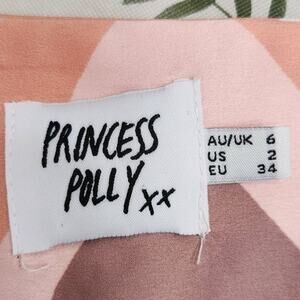 PRINCESS
POLLY xx
AU/UK 6
US 2
EU 34